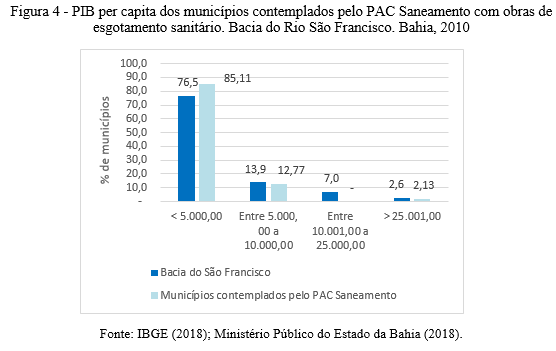 Figura 4 - PIB per capita dos municípios contemplados pelo PAC Saneamento com obras de
esgotamento sanitário. Bacia do Rio São Francisco. Bahia, 2010
% de municípios
100,0
90,0
80,0
70,0
60,0
50,0
40,0
30,0
20,0
10,0
-
76,5
85,11
13,9
12,77
7,0
-
2,6
2,13
< 5.000,00
Entre 5.000,
00 a
10.000,00
Entre
10.001,00 a
25.000,00
> 25.001,00
Bacia do São Francisco
Municípios contemplados pelo PAC Saneamento
Fonte: IBGE (2018); Ministério Público do Estado da Bahia (2018).